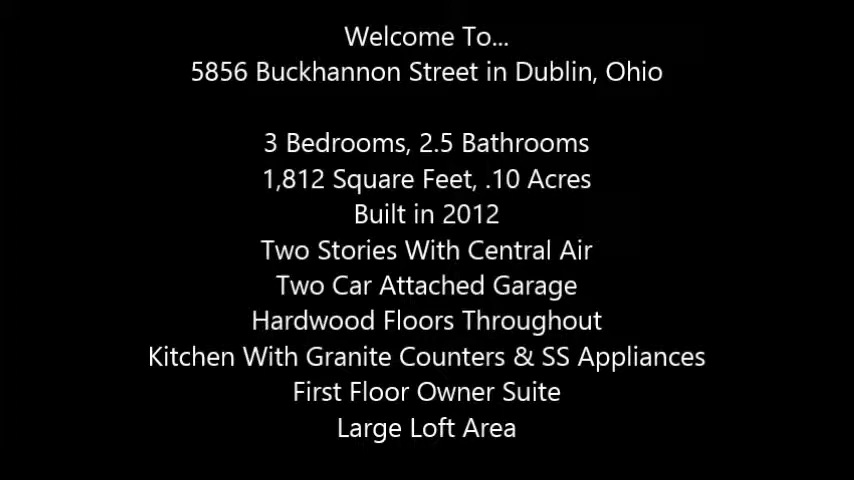 Welcome To...
5856 Buckhannon Street in Dublin, Ohio
3 Bedrooms, 2.5 Bathrooms
1,812 Square Feet, .10 Acres
Built in 2012
Two Stories With Central Air
Two Car Attached Garage
Hardwood Floors Throughout
Kitchen With Granite Counters & SS Appliances
First Floor Owner Suite
Large Loft Area